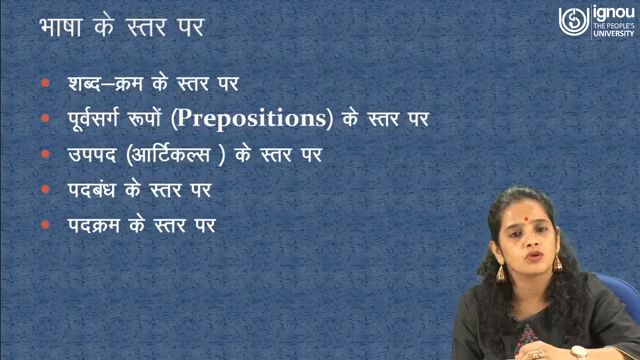 भाषा के स्तर पर
ignou
THE PEOPLE'S
UNIVERSITY
शब्द–क्रम के स्तर पर
पूर्वसर्ग रूपों (Prepositions) के स्तर पर
उपपद (आर्टिकल्स ) के स्तर पर
पदबंध के स्तर पर
पदक्रम के स्तर पर